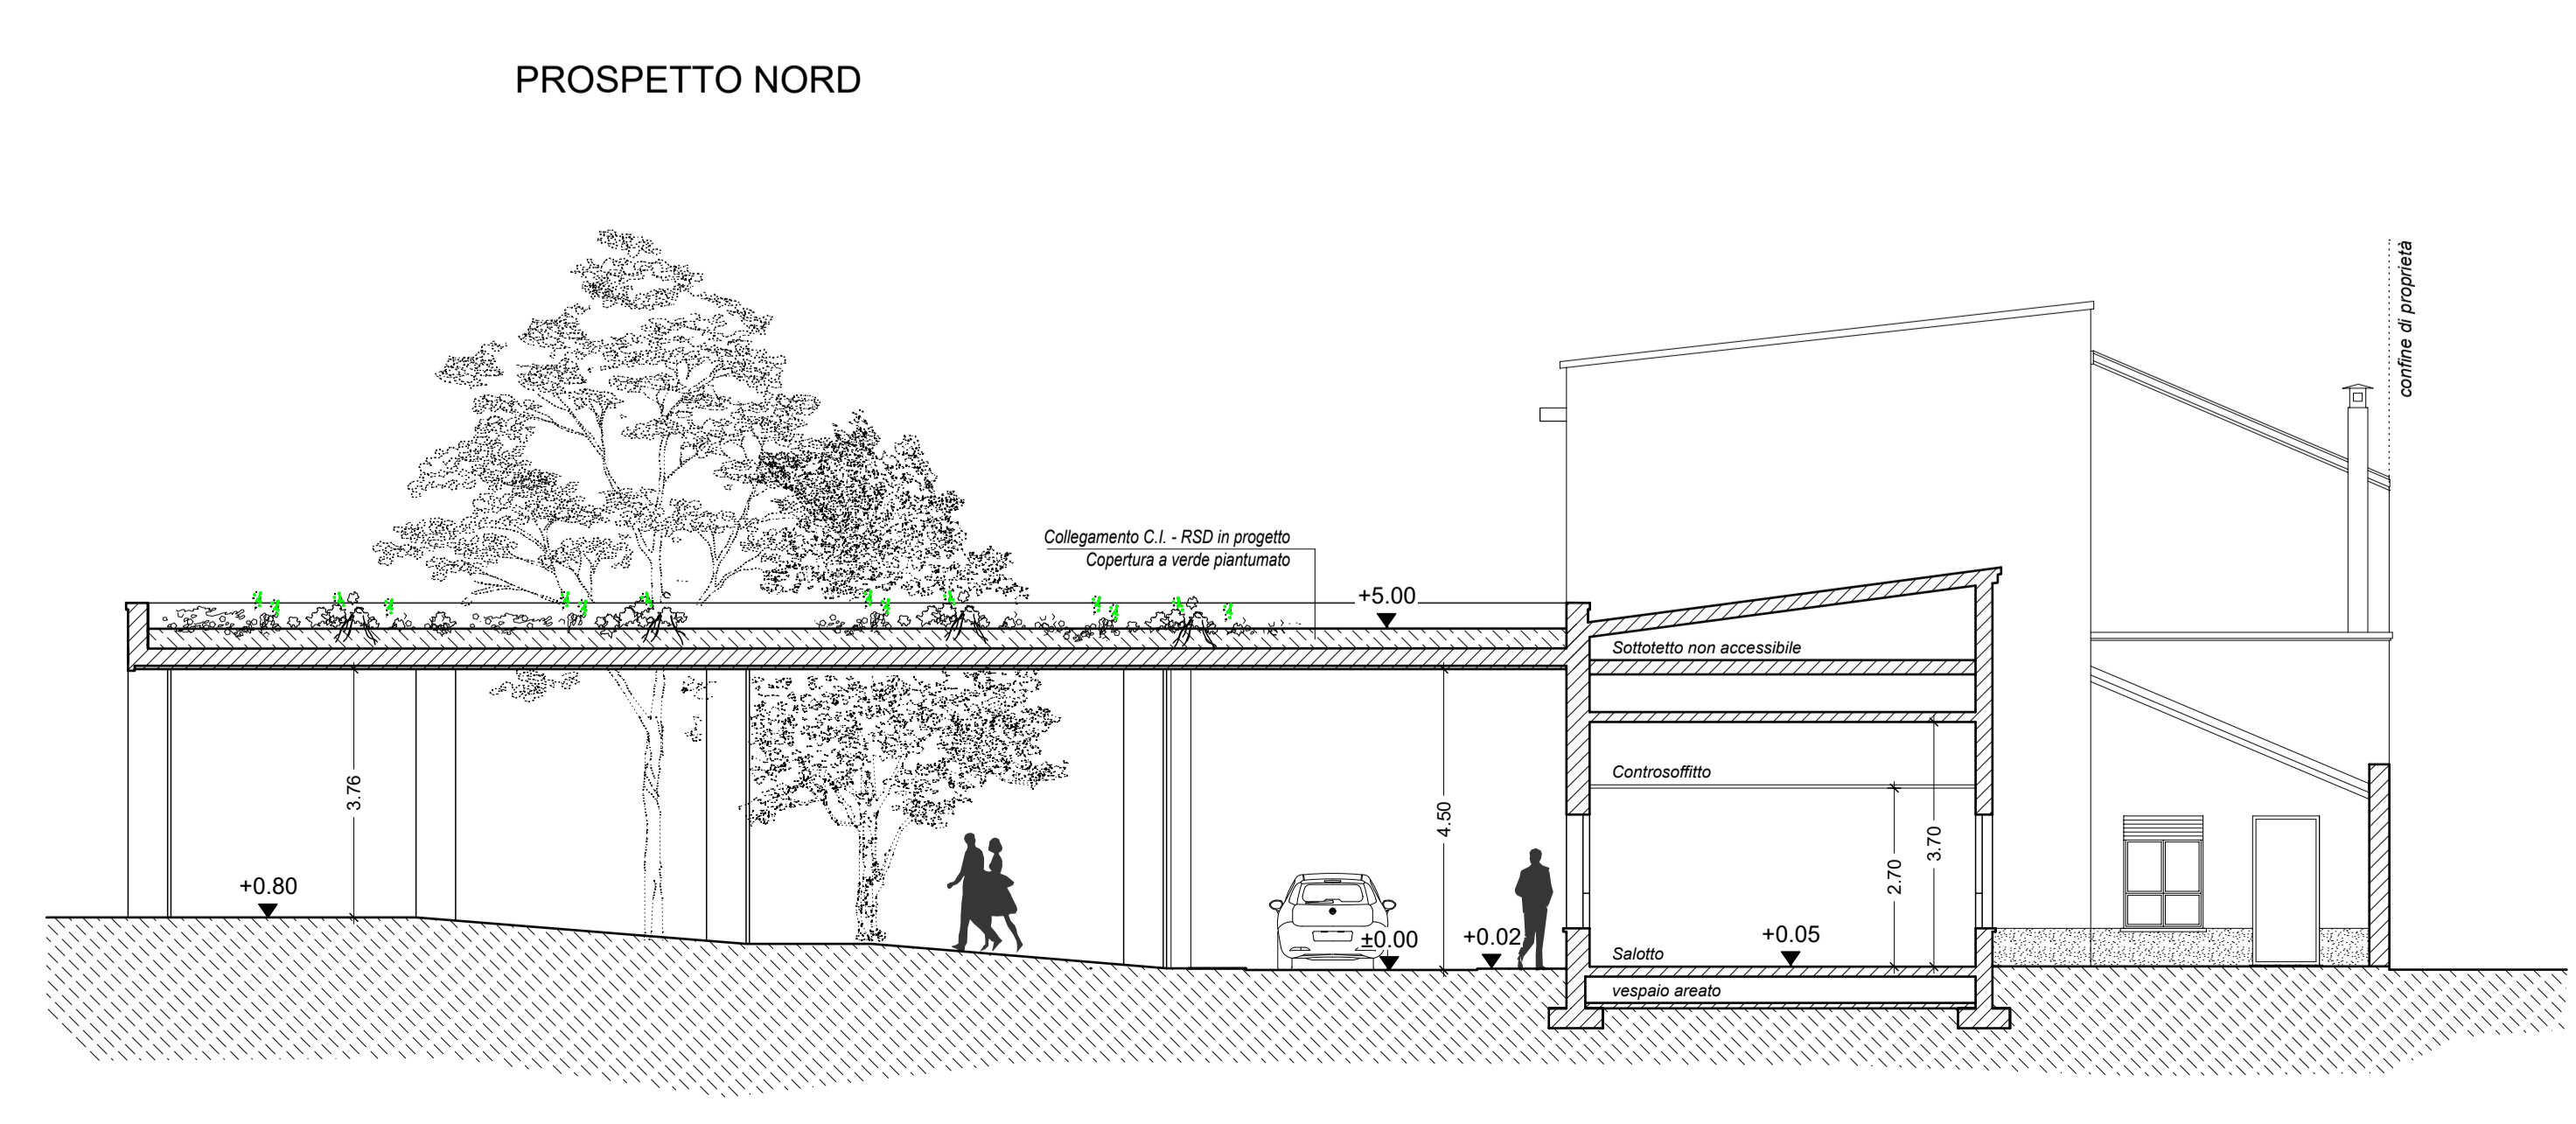 PROSPETTO NORD
confine di proprietà
Collegamento C.I. - RSD in progetto
Copertura a verde piantumato
+5.00
Sottotetto non accessibile
Controsoffitto
3.76
4.50
3.70
2.70
+0.80
±0.00
+0.02
+0.05
Salotto
vespaio areato